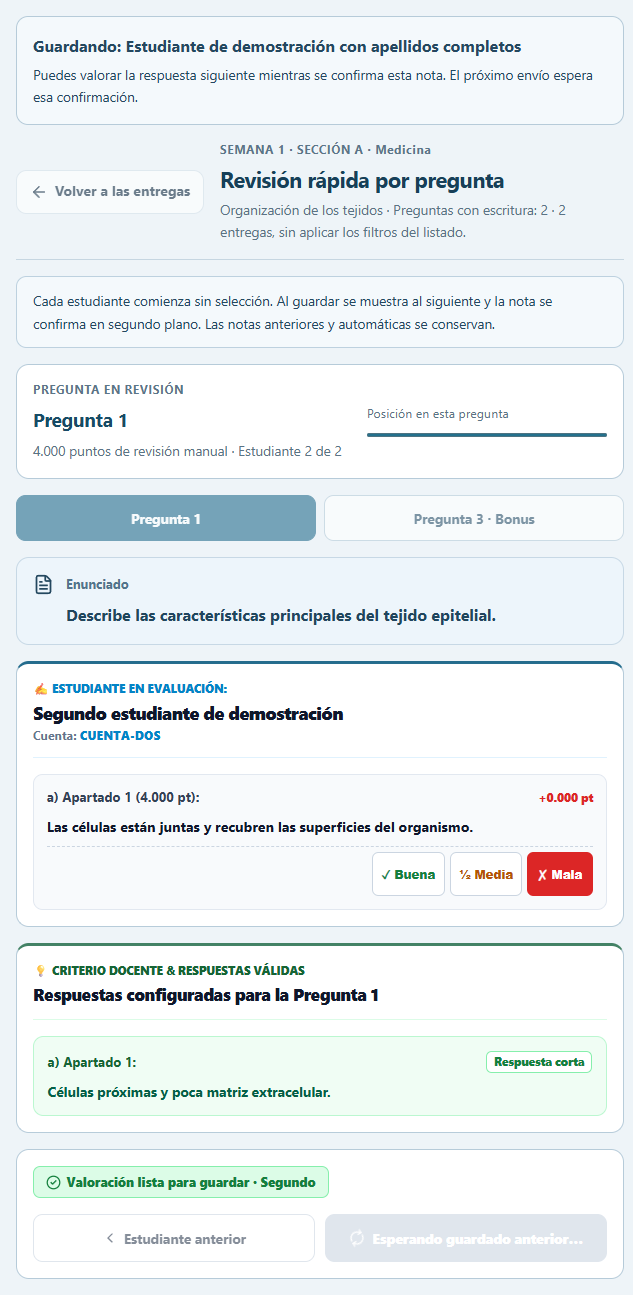 Guardando: Estudiante de demostración con apellidos completos
Puedes valorar la respuesta siguiente mientras se confirma esta nota. El próximo envío espera
esa confirmación.
SEMANA 1 · SECCIÓN A · Medicina
Volver a las entregas
Revisión rápida por pregunta
Organización de los tejidos · Preguntas con escritura: 2 · 2
entregas, sin aplicar los filtros del listado.
Cada estudiante comienza sin selección. Al guardar se muestra al siguiente y la nota se
confirma en segundo plano. Las notas anteriores y automáticas se conservan.
PREGUNTA EN REVISIÓN
Pregunta 1
Posición en esta pregunta
4.000 puntos de revisión manual · Estudiante 2 de 2
Pregunta 1
Pregunta 3 · Bonus
Enunciado
Describe las características principales del tejido epitelial.
✍️ ESTUDIANTE EN EVALUACIÓN:
Segundo estudiante de demostración
Cuenta: CUENTA-DOS
a) Apartado 1 (4.000 pt): +0.000 pt
Las células están juntas y recubren las superficies del organismo.
✓ Buena ½ Media ✗ Mala
💡 CRITERIO DOCENTE & RESPUESTAS VÁLIDAS
Respuestas configuradas para la Pregunta 1
a) Apartado 1: Respuesta corta
Células próximas y poca matriz extracelular.
Valoración lista para guardar · Segundo
Estudiante anterior
Esperando guardado anterior...